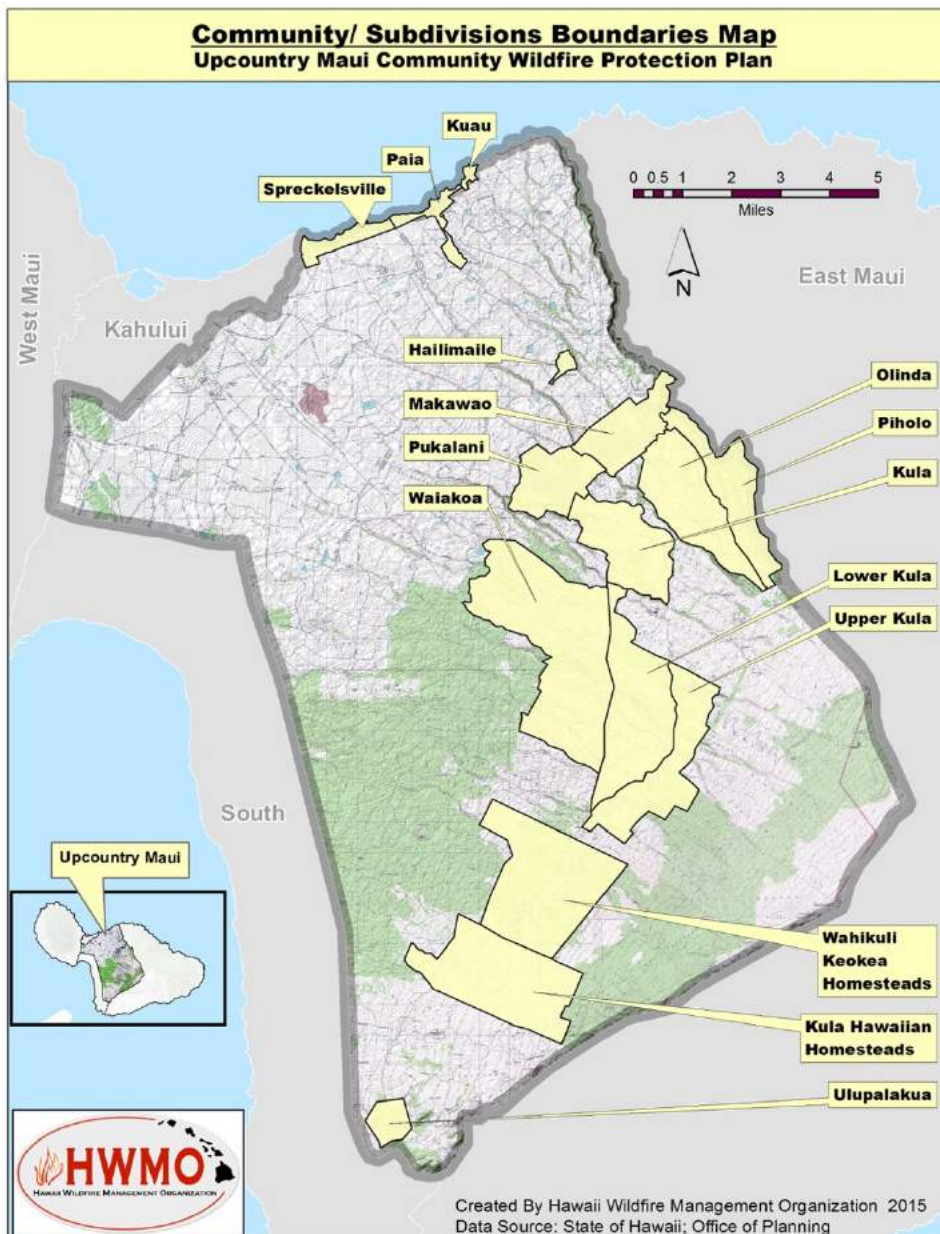 Community/ Subdivisions Boundaries Map
Upcountry Maui Community Wildfire Protection Plan
Kuau
Paia
Spreckelsville
0 0.5 1 2 3 4 5
Miles
N
West Maui
Kahului
East Maui
Hailimaile
Olinda
Makawao
Piholo
Pukalani
Kula
Waiakoa
Lower Kula
Upper Kula
South
Upcountry Maui
Wahikuli
Keokea
Homesteads
Kula Hawaiian
Homesteads
Ulupalakua
HWMO
HAWAII WILDFIRE MANAGEMENT ORGANIZATION
Created By Hawaii Wildfire Management Organization 2015
Data Source: State of Hawaii; Office of Planning